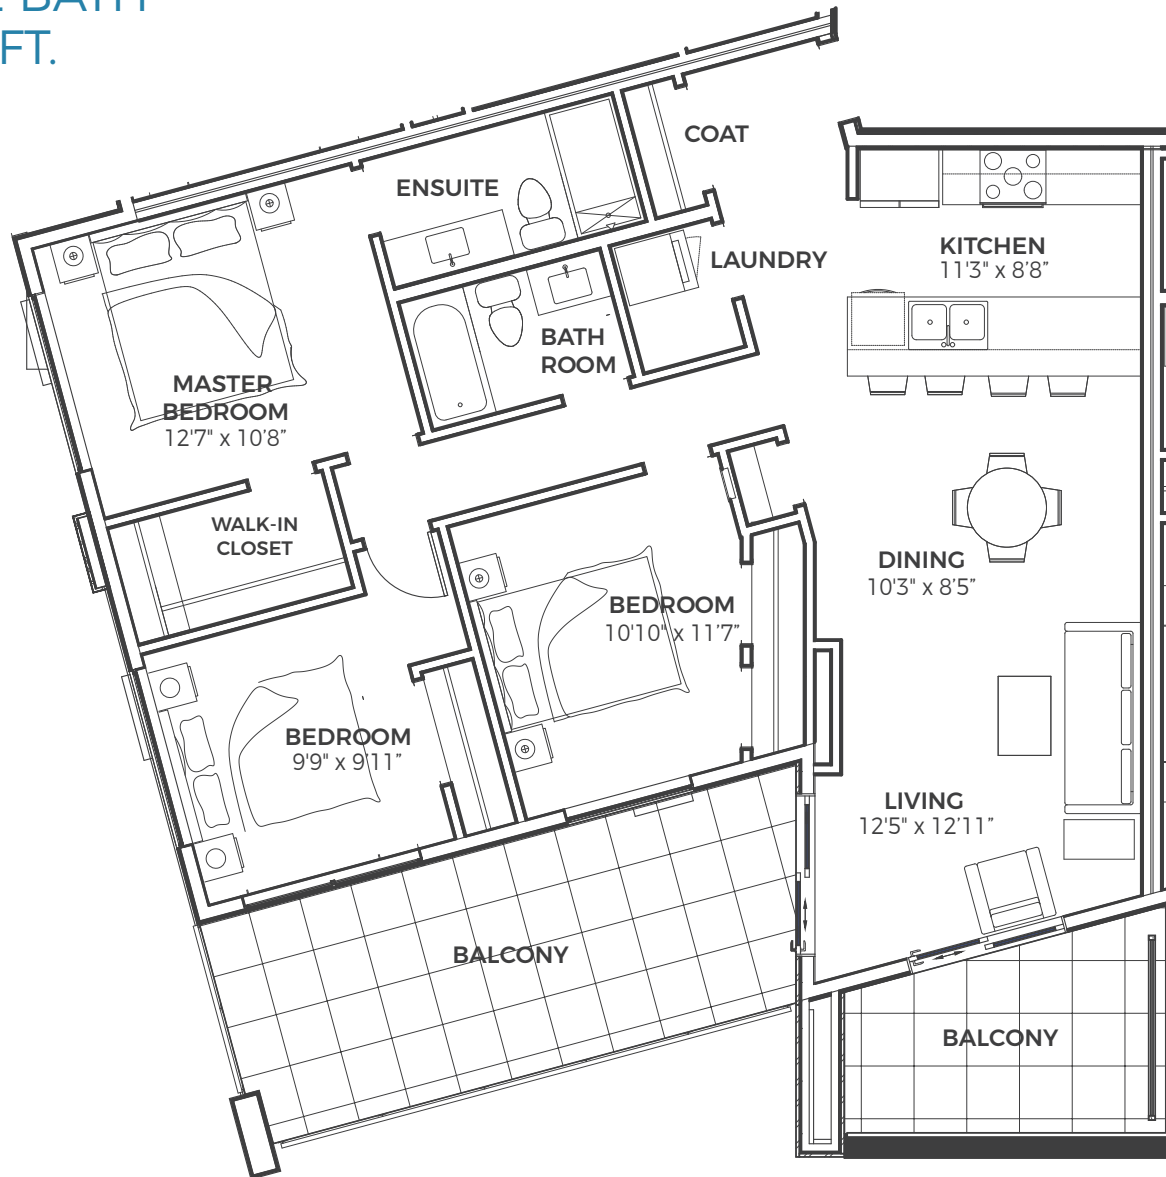 BATH
FT.
COAT
ENSUITE
LAUNDRY
KITCHEN
11'3" x 8'8”
BATH
ROOM
MASTER
BEDROOM
12'7" x 10'8”
WALK-IN
CLOSET
DINING
10'3" x 8'5”
BEDROOM
10'10" x 11'7”
BEDROOM
9'9" x 9'11”
LIVING
12'5" x 12'11”
BALCONY
BALCONY